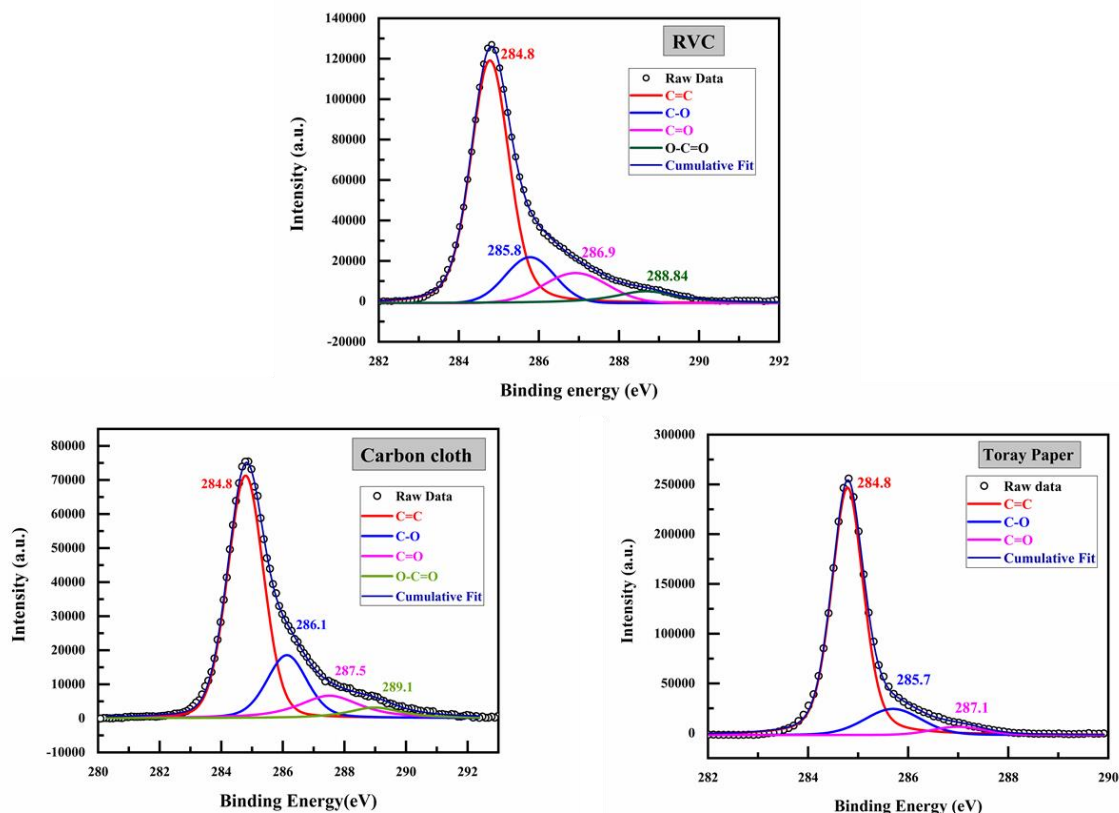 RVC
Raw Data
C=C
C-O
C=O
O-C=O
Cumulative Fit
284.8
285.8
286.9
288.84
140000
120000
100000
80000
60000
40000
20000
0
-20000
Intensity (a.u.)
282 284 286 288 290 292
Binding energy (eV)
Carbon cloth
Raw Data
C=C
C-O
C=O
O-C=O
Cumulative Fit
284.8
286.1
287.5
289.1
80000
70000
60000
50000
40000
30000
20000
10000
0
-10000
Intensity (a.u.)
280 282 284 286 288 290 292
Binding Energy(eV)
Toray Paper
Raw data
C=C
C-O
C=O
Cumulative Fit
284.8
285.7
287.1
300000
250000
200000
150000
100000
50000
0
Intensity (a.u.)
282 284 286 288 290
Binding Energy (eV)